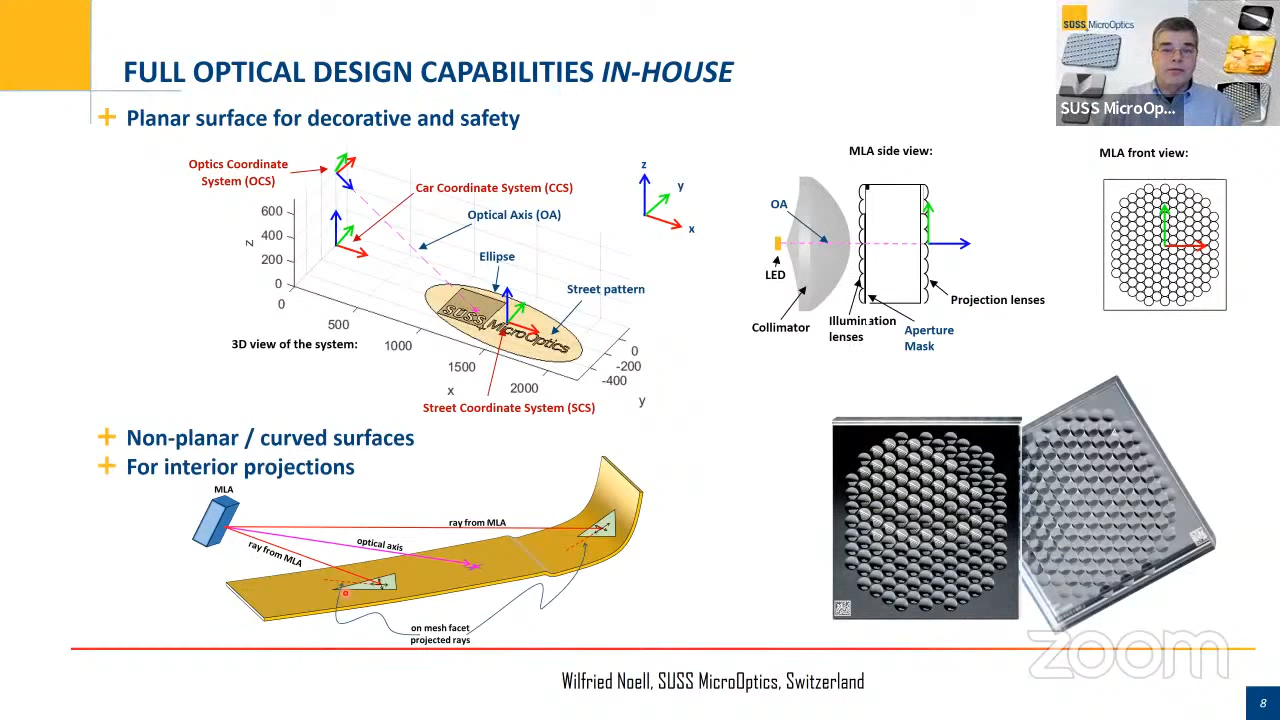 FULL OPTICAL DESIGN CAPABILITIES IN-HOUSE
SUSS MicroOptics
SUSS MicroOp...
+ Planar surface for decorative and safety
Optics Coordinate
System (OCS)
Car Coordinate System (CCS)
Optical Axis (OA)
Ellipse
Street pattern
z
y
x
600
400
200
0
z
0
500
1000
1500
2000
x
0
-200
-400
y
SUSS MicroOptics
3D view of the system:
Street Coordinate System (SCS)
MLA side view:
OA
LED
Collimator
Illumination
lenses
Aperture
Mask
Projection lenses
MLA front view:
+ Non-planar / curved surfaces
+ For interior projections
MLA
ray from MLA
optical axis
ray from MLA
on mesh facet
projected rays
zoom
Wilfried Noell, SUSS MicroOptics, Switzerland
8